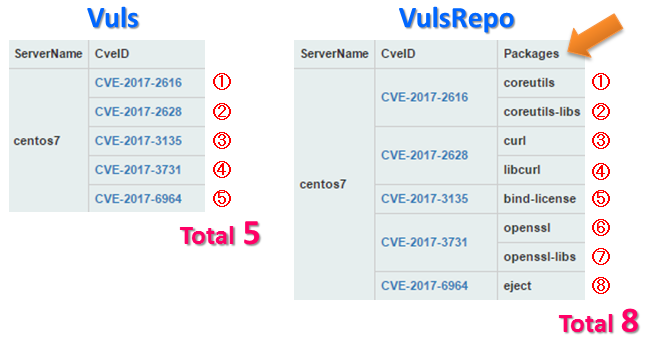 Vuls
ServerName CveID
centos7
CVE-2017-2616 ①
CVE-2017-2628 ②
CVE-2017-3135 ③
CVE-2017-3731 ④
CVE-2017-6964 ⑤
Total 5
VulsRepo
ServerName CveID Packages
centos7
CVE-2017-2616
coreutils ①
coreutils-libs ②
CVE-2017-2628
curl ③
libcurl ④
CVE-2017-3135
bind-license ⑤
CVE-2017-3731
openssl ⑥
openssl-libs ⑦
CVE-2017-6964
eject ⑧
Total 8